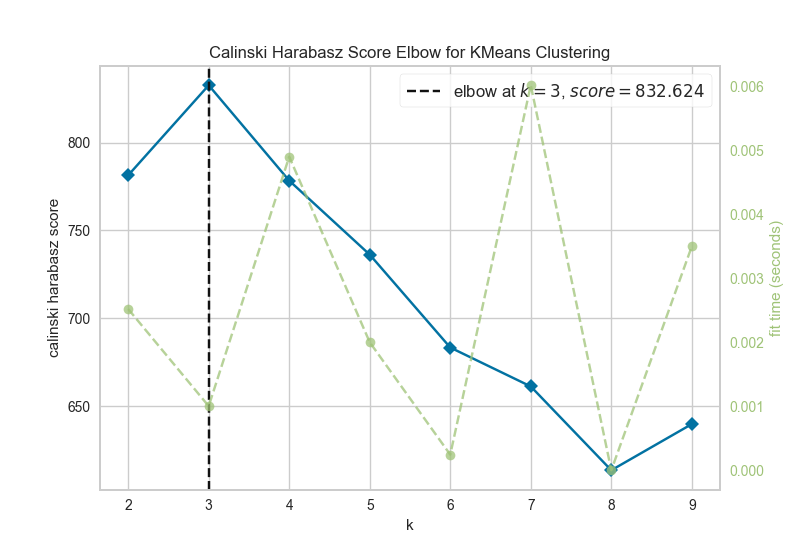 Calinski Harabasz Score Elbow for KMeans Clustering
elbow at k = 3, score = 832.624
calinski harabasz score
800
750
700
650
0.006
0.005
0.004
0.003
0.002
0.001
0.000
fit time (seconds)
2 3 4 5 6 7 8 9
k